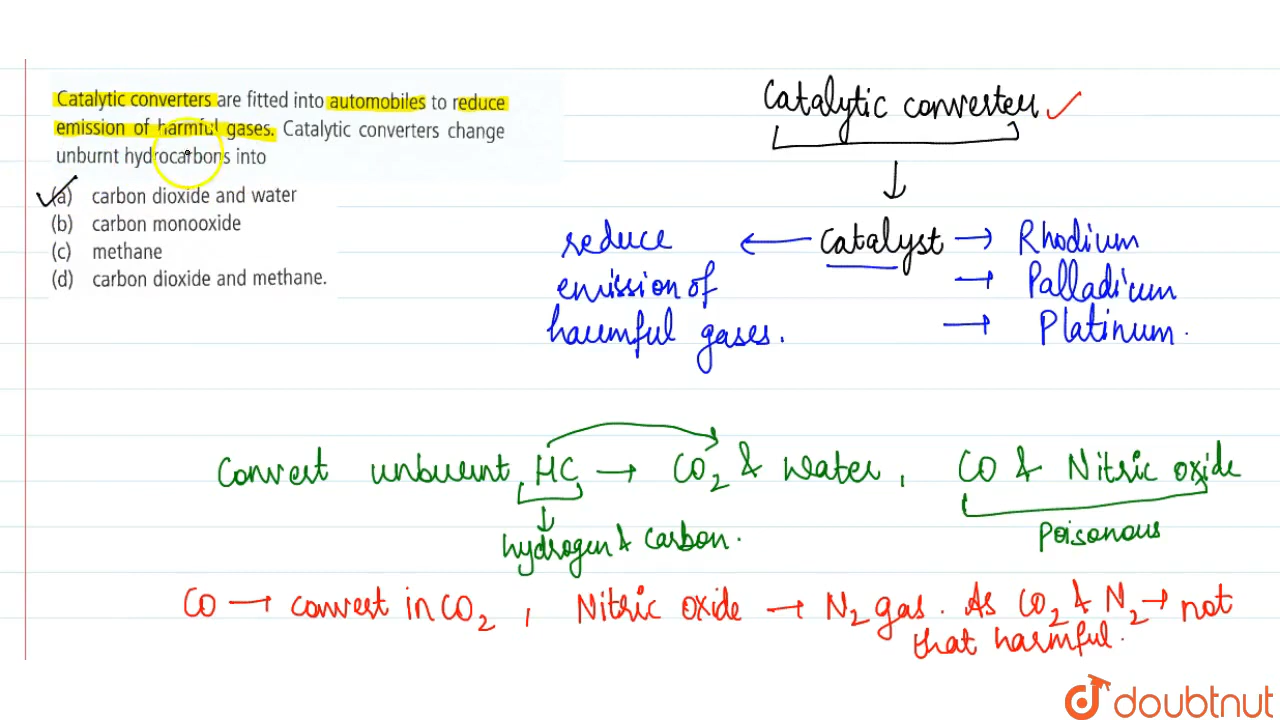 Catalytic converters are fitted into automobiles to reduce
emission of harmful gases. Catalytic converters change
unburnt hydrocarbons into
(a) carbon dioxide and water
(b) carbon monooxide
(c) methane
(d) carbon dioxide and methane.
Catalytic converter
reduce ← Catalyst → Rhodium
emission of → Palladium
harmful gases. → Platinum.
Convert unburnt HC → CO2 & water, CO & Nitric oxide
hydrogen & carbon.
Poisonous
CO → convert in CO2, Nitric oxide → N2 gas. As CO2 & N2 → not
that harmful.
doubtnut